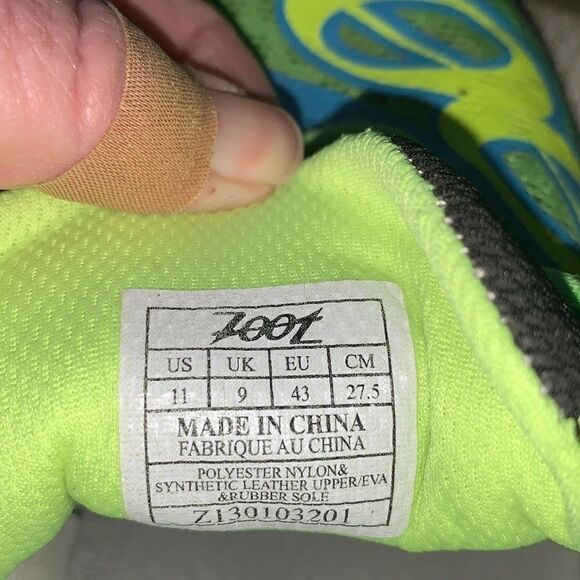 ZOOT
US UK EU CM
11 9 43 27.5
MADE IN CHINA
FABRIQUE AU CHINA
POLYESTER NYLON&
SYNTHETIC LEATHER UPPER/EVA
&RUBBER SOLE
Z130103201